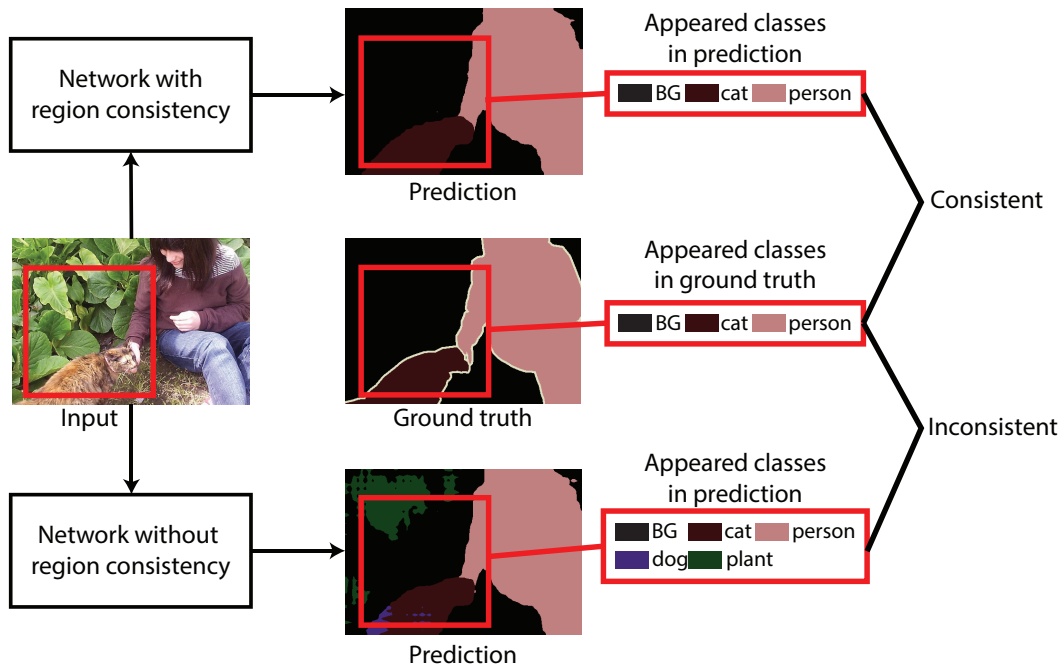 Network with
region consistency
Prediction
Appeared classes
in prediction
BG cat person
Consistent
Input
Ground truth
Appeared classes
in ground truth
BG cat person
Inconsistent
Network without
region consistency
Prediction
Appeared classes
in prediction
BG cat person
dog plant